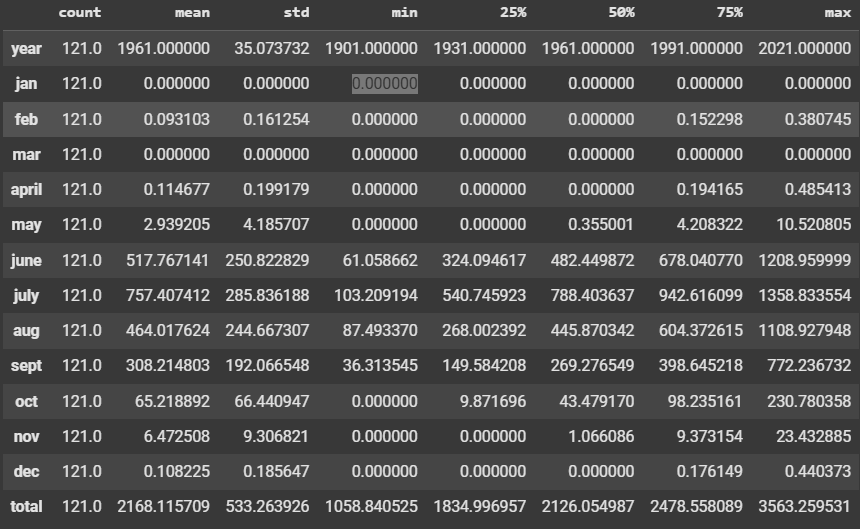 count mean std min 25% 50% 75% max
year 121.0 1961.000000 35.073732 1901.000000 1931.000000 1961.000000 1991.000000 2021.000000
jan 121.0 0.000000 0.000000 0.000000 0.000000 0.000000 0.000000 0.000000
feb 121.0 0.093103 0.161254 0.000000 0.000000 0.000000 0.152298 0.380745
mar 121.0 0.000000 0.000000 0.000000 0.000000 0.000000 0.000000 0.000000
april 121.0 0.114677 0.199179 0.000000 0.000000 0.000000 0.194165 0.485413
may 121.0 2.939205 4.185707 0.000000 0.000000 0.355001 4.208322 10.520805
june 121.0 517.767141 250.822829 61.058662 324.094617 482.449872 678.040770 1208.959999
july 121.0 757.407412 285.836188 103.209194 540.745923 788.403637 942.616099 1358.833554
aug 121.0 464.017624 244.667307 87.493370 268.002392 445.870342 604.372615 1108.927948
sept 121.0 308.214803 192.066548 36.313545 149.584208 269.276549 398.645218 772.236732
oct 121.0 65.218892 66.440947 0.000000 9.871696 43.479170 98.235161 230.780358
nov 121.0 6.472508 9.306821 0.000000 0.000000 1.066086 9.373154 23.432885
dec 121.0 0.108225 0.185647 0.000000 0.000000 0.000000 0.176149 0.440373
total 121.0 2168.115709 533.263926 1058.840525 1834.996957 2126.054987 2478.558089 3563.259531